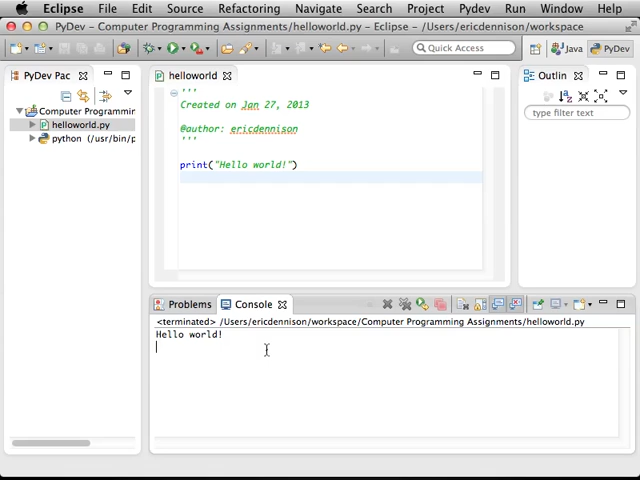 Eclipse File Edit Source Refactoring Navigate Search Project Pydev Run Window Help
PyDev - Computer Programming Assignments/helloworld.py - Eclipse - /Users/ericdennison/workspace
Quick Access Java PyDev
PyDev Pac
Computer Programmin
helloworld.py
python (/usr/bin/p
helloworld
'''
Created on Jan 27, 2013
@author: ericdennison
'''
print("Hello world!")
Outlin
type filter text
Problems Console
<terminated> /Users/ericdennison/workspace/Computer Programming Assignments/helloworld.py
Hello world!